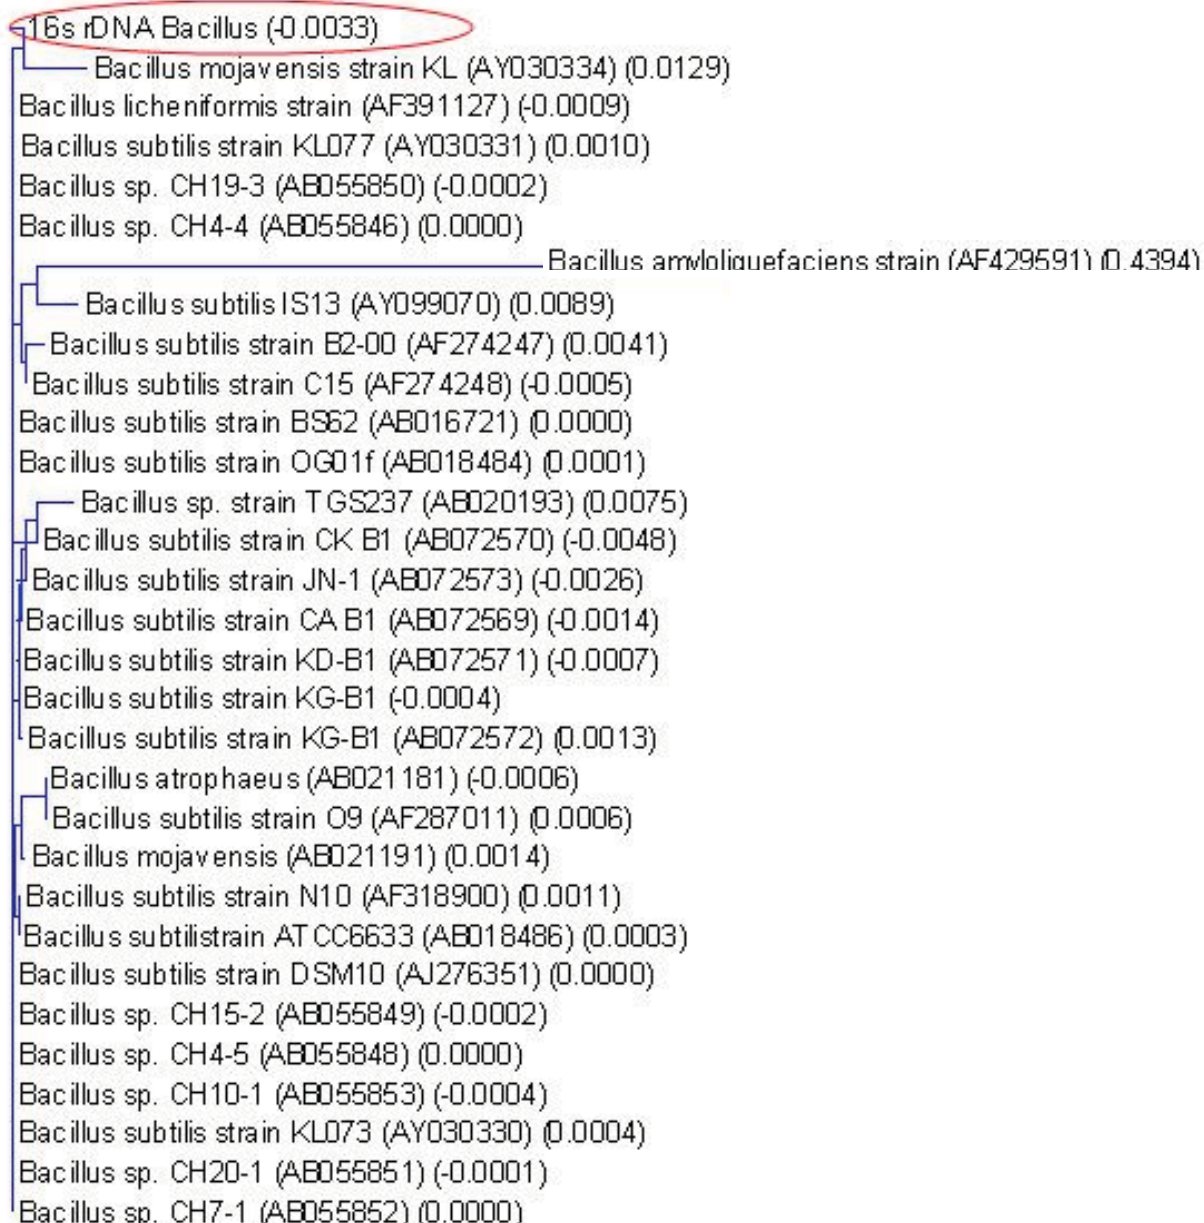 16s rDNA Bacillus (-0.0033)
Bacillus mojavensis strain KL (AY030334) (0.0129)
Bacillus licheniformis strain (AF391127) (-0.0009)
Bacillus subtilis strain KL077 (AY030331) (0.0010)
Bacillus sp. CH19-3 (AB055850) (-0.0002)
Bacillus sp. CH4-4 (AB055846) (0.0000)
Bacillus amyloliquefaciens strain (AF429591) (0.4394)
Bacillus subtilis IS13 (AY099070) (0.0089)
Bacillus subtilis strain B2-00 (AF274247) (0.0041)
Bacillus subtilis strain C15 (AF274248) (-0.0005)
Bacillus subtilis strain BS62 (AB016721) (0.0000)
Bacillus subtilis strain OG01f (AB018484) (0.0001)
Bacillus sp. strain TGS237 (AB020193) (0.0075)
Bacillus subtilis strain CK B1 (AB072570) (-0.0048)
Bacillus subtilis strain JN-1 (AB072573) (-0.0026)
Bacillus subtilis strain CA B1 (AB072569) (-0.0014)
Bacillus subtilis strain KD-B1 (AB072571) (-0.0007)
Bacillus subtilis strain KG-B1 (-0.0004)
Bacillus subtilis strain KG-B1 (AB072572) (0.0013)
Bacillus atrophaeus (AB021181) (-0.0006)
Bacillus subtilis strain O9 (AF287011) (0.0006)
Bacillus mojavensis (AB021191) (0.0014)
Bacillus subtilis strain N10 (AF318900) (0.0011)
Bacillus subtilistrain ATCC6633 (AB018486) (0.0003)
Bacillus subtilis strain DSM10 (AJ276351) (0.0000)
Bacillus sp. CH15-2 (AB055849) (-0.0002)
Bacillus sp. CH4-5 (AB055848) (0.0000)
Bacillus sp. CH10-1 (AB055853) (-0.0004)
Bacillus subtilis strain KL073 (AY030330) (0.0004)
Bacillus sp. CH20-1 (AB055851) (-0.0001)
Bacillus sp. CH7-1 (AB055852) (0.0000)